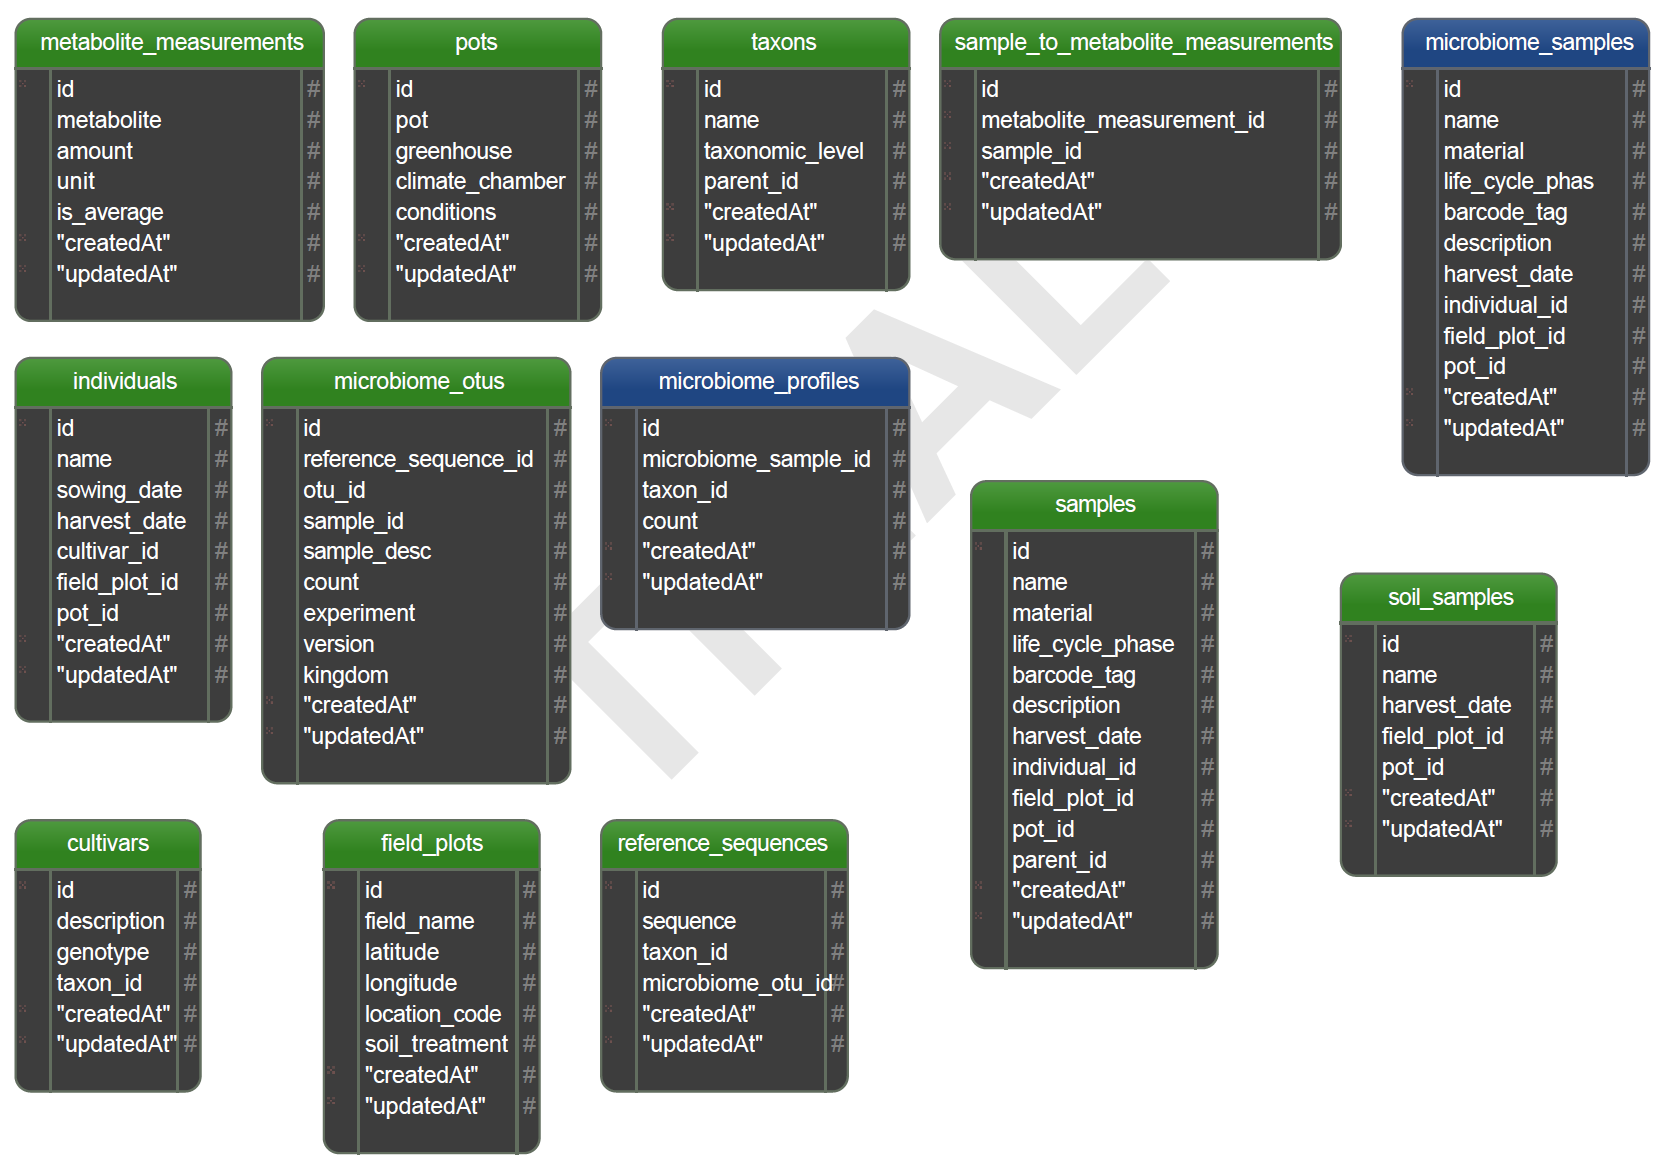 metabolite_measurements
id #
metabolite #
amount #
unit #
is_average #
"createdAt" #
"updatedAt" #
pots
id #
pot #
greenhouse #
climate_chamber #
conditions #
"createdAt" #
"updatedAt" #
taxons
id #
name #
taxonomic_level #
parent_id #
"createdAt" #
"updatedAt" #
sample_to_metabolite_measurements
id #
metabolite_measurement_id #
sample_id #
"createdAt" #
"updatedAt" #
microbiome_samples
id #
name #
material #
life_cycle_phas #
barcode_tag #
description #
harvest_date #
individual_id #
field_plot_id #
pot_id #
"createdAt" #
"updatedAt" #
individuals
id #
name #
sowing_date #
harvest_date #
cultivar_id #
field_plot_id #
pot_id #
"createdAt" #
"updatedAt" #
microbiome_otus
id #
reference_sequence_id #
otu_id #
sample_id #
sample_desc #
count #
experiment #
version #
kingdom #
"createdAt" #
"updatedAt" #
microbiome_profiles
id #
microbiome_sample_id #
taxon_id #
count #
"createdAt" #
"updatedAt" #
samples
id #
name #
material #
life_cycle_phase #
barcode_tag #
description #
harvest_date #
individual_id #
field_plot_id #
pot_id #
parent_id #
"createdAt" #
"updatedAt" #
soil_samples
id #
name #
harvest_date #
field_plot_id #
pot_id #
"createdAt" #
"updatedAt" #
cultivars
id #
description #
genotype #
taxon_id #
"createdAt" #
"updatedAt" #
field_plots
id #
field_name #
latitude #
longitude #
location_code #
soil_treatment #
"createdAt" #
"updatedAt" #
reference_sequences
id #
sequence #
taxon_id #
microbiome_otu_id #
"createdAt" #
"updatedAt" #